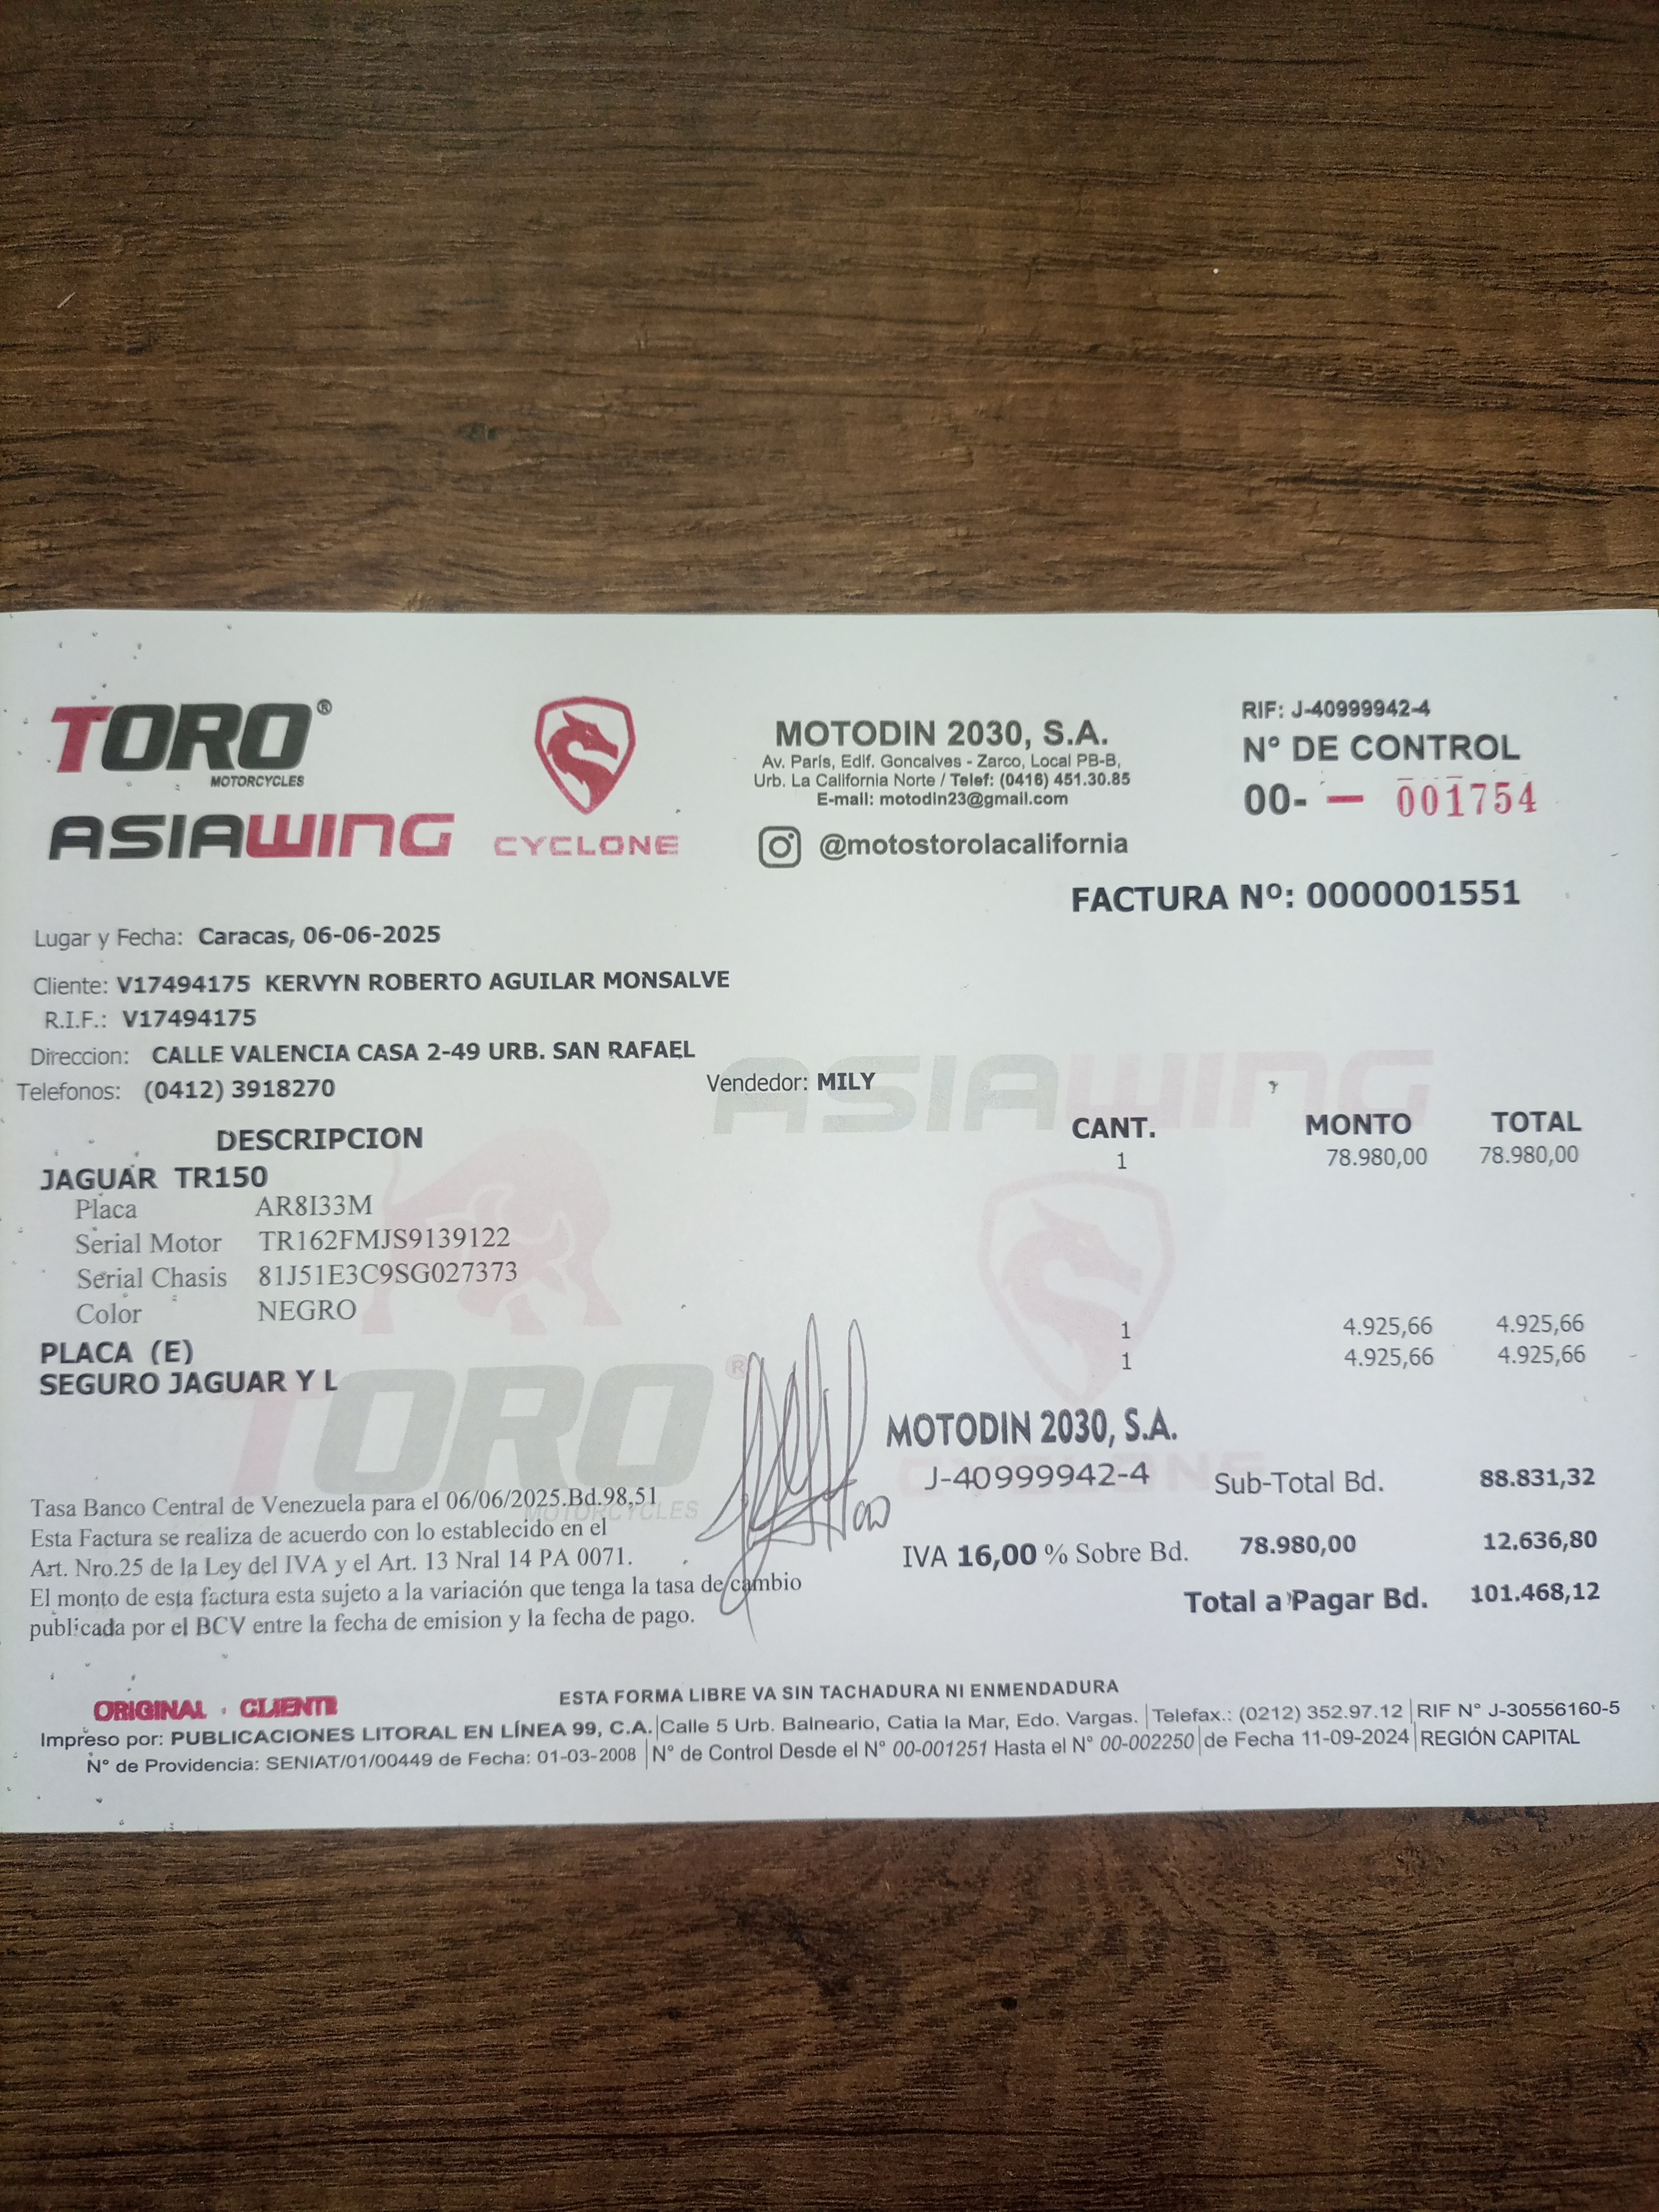 TORO®
MOTORCYCLES
ASIAWING
CYCLONE
MOTODIN 2030, S.A.
Av. París, Edif. Goncalves - Zarco, Local PB-B,
Urb. La California Norte / Telef: (0416) 451.30.85
E-mail: motodin23@gmail.com
@motostorolacalifornia
RIF: J-40999942-4
N° DE CONTROL
00- — 001754
FACTURA Nº: 0000001551
Lugar y Fecha: Caracas, 06-06-2025
Cliente: V17494175 KERVYN ROBERTO AGUILAR MONSALVE
R.I.F.: V17494175
Direccion: CALLE VALENCIA CASA 2-49 URB. SAN RAFAEL
Telefonos: (0412) 3918270
Vendedor: MILY
ASIAWING
DESCRIPCION CANT. MONTO TOTAL
JAGUAR TR150 1 78.980,00 78.980,00
Placa AR8I33M
Serial Motor TR162FMJS9139122
Serial Chasis 81J51E3C9SG027373
Color NEGRO
PLACA (E) 1 4.925,66 4.925,66
SEGURO JAGUAR Y L 1 4.925,66 4.925,66
TORO®
MOTORCYCLES
CYCLONE
MOTODIN 2030, S.A.
J-40999942-4
Sub-Total Bd. 88.831,32
IVA 16,00 % Sobre Bd. 78.980,00 12.636,80
Total a Pagar Bd. 101.468,12
Tasa Banco Central de Venezuela para el 06/06/2025.Bd.98,51
Esta Factura se realiza de acuerdo con lo establecido en el
Art. Nro.25 de la Ley del IVA y el Art. 13 Nral 14 PA 0071.
El monto de esta factura esta sujeto a la variación que tenga la tasa de cambio
publicada por el BCV entre la fecha de emision y la fecha de pago.
ORIGINAL - CLIENTE
ESTA FORMA LIBRE VA SIN TACHADURA NI ENMENDADURA
Impreso por: PUBLICACIONES LITORAL EN LÍNEA 99, C.A. | Calle 5 Urb. Balneario, Catia la Mar, Edo. Vargas. | Telefax.: (0212) 352.97.12 | RIF N° J-30556160-5
N° de Providencia: SENIAT/01/00449 de Fecha: 01-03-2008 | N° de Control Desde el N° 00-001251 Hasta el N° 00-002250 | de Fecha 11-09-2024 | REGIÓN CAPITAL